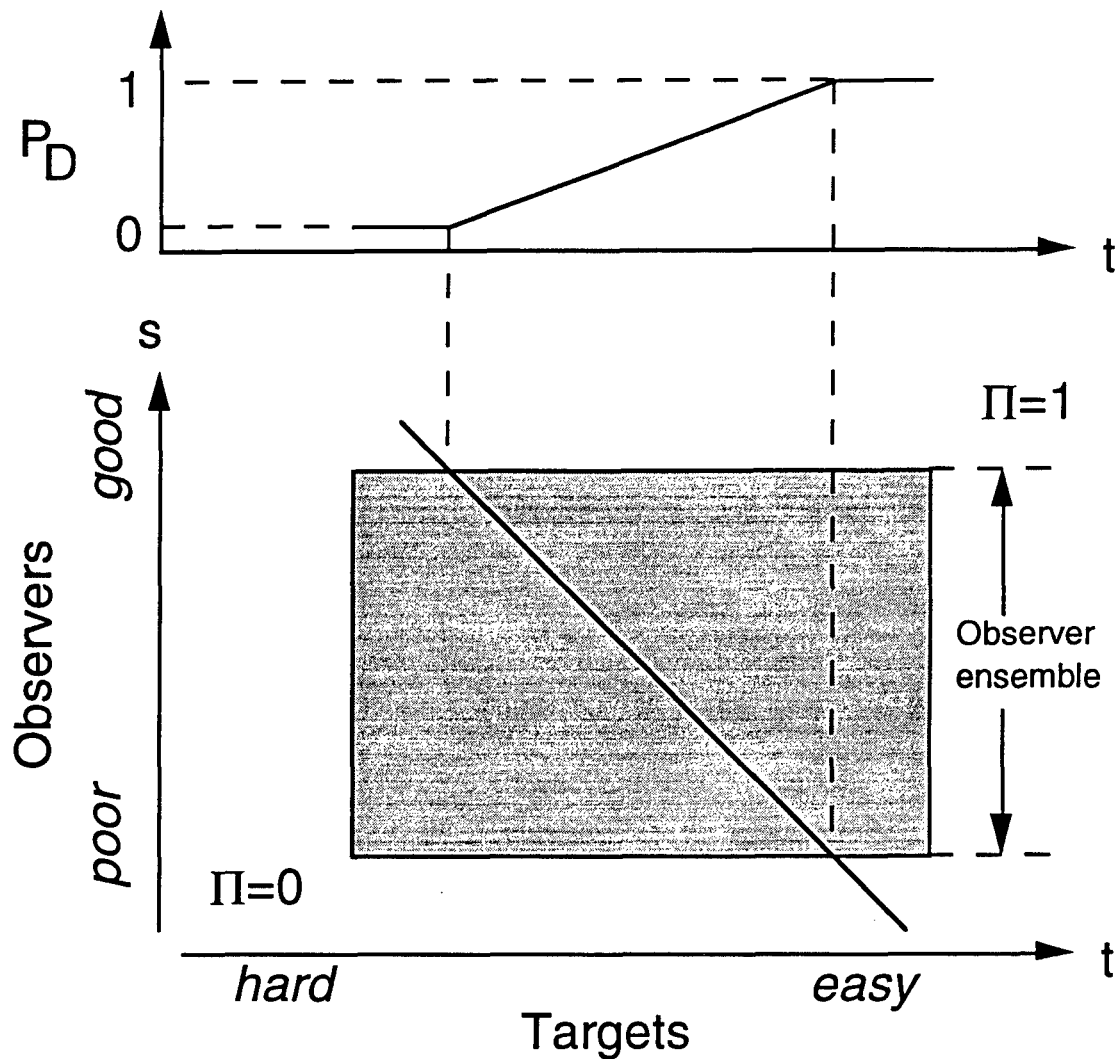 1
P_D
0
t
s
good
Π=1
Observers
Observer
ensemble
poor
Π=0
t
hard
easy
Targets